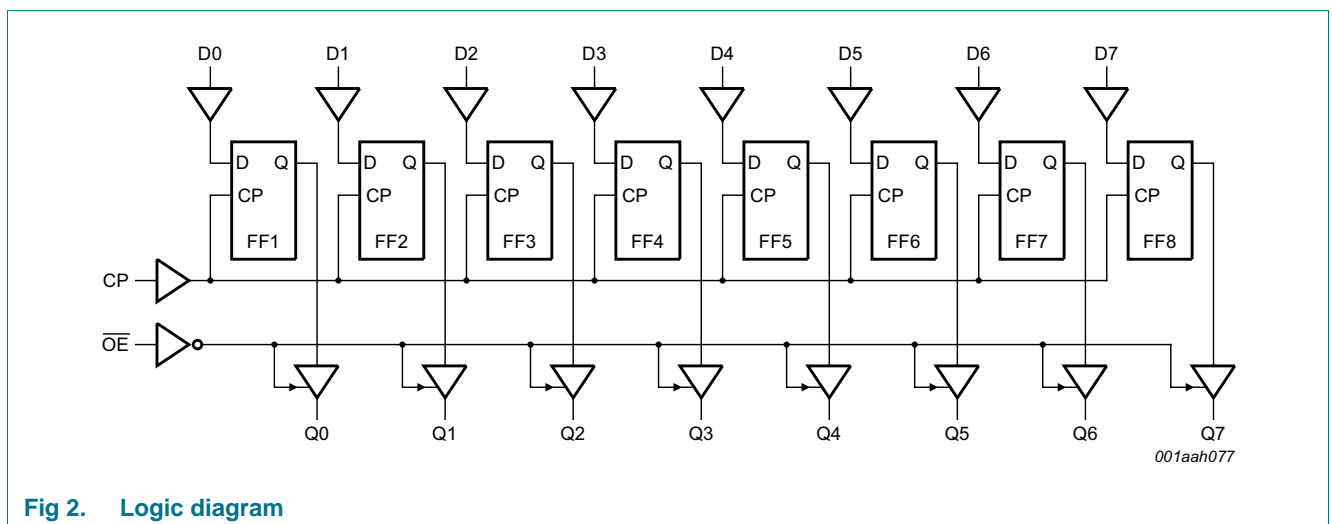 D0 D1 D2 D3 D4 D5 D6 D7
D Q D Q D Q D Q D Q D Q D Q D Q
CP CP CP CP CP CP CP CP
FF1 FF2 FF3 FF4 FF5 FF6 FF7 FF8
CP
O̅E̅
Q0 Q1 Q2 Q3 Q4 Q5 Q6 Q7
001aah077
Fig 2. Logic diagram